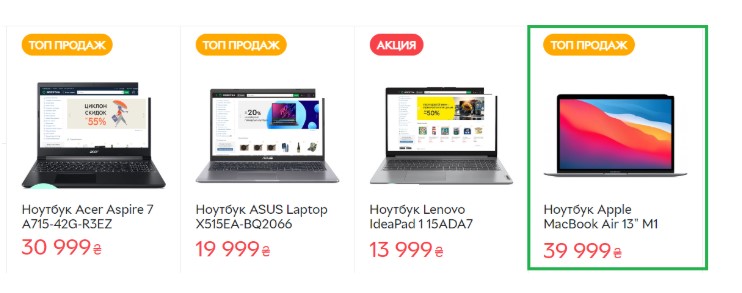 ТОП ПРОДАЖ
ТОП ПРОДАЖ
АКЦИЯ
ТОП ПРОДАЖ
ЦИКЛОН
СКИДОК
55%
20%
50%
acer
Ноутбук Acer Aspire 7
A715-42G-R3EZ
30 999₴
Ноутбук ASUS Laptop
X515EA-BQ2066
19 999₴
Ноутбук Lenovo
IdeaPad 1 15ADA7
13 999₴
Ноутбук Apple
MacBook Air 13" M1
39 999₴